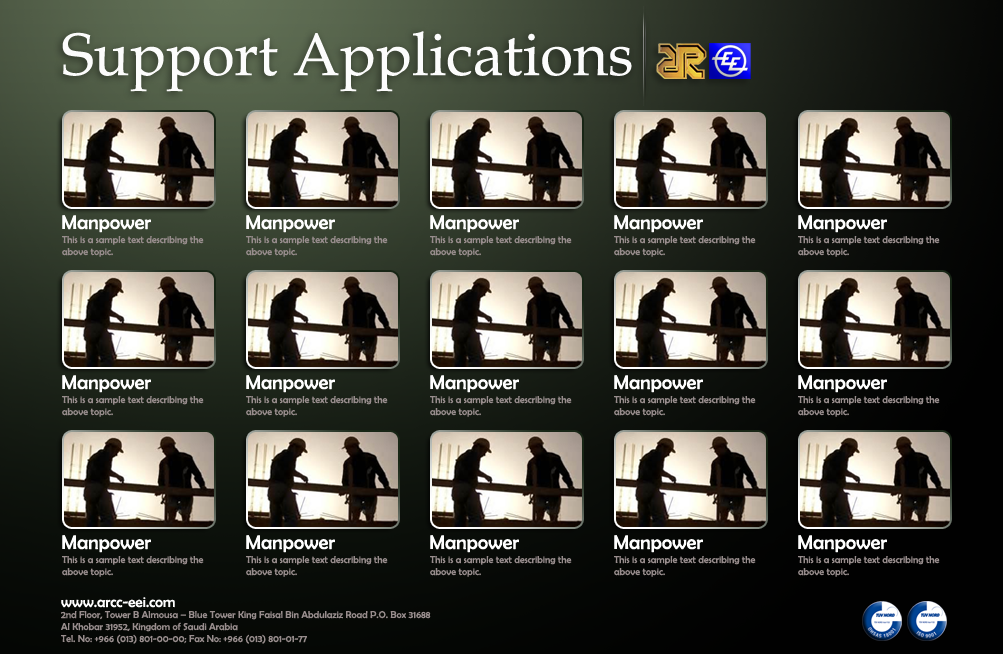 Support Applications
Manpower Manpower Manpower Manpower Manpower
This is a sample text describing the This is a sample text describing the This is a sample text describing the This is a sample text describing the This is a sample text describing the
above topic. above topic. above topic. above topic. above topic.
Manpower Manpower Manpower Manpower Manpower
This is a sample text describing the This is a sample text describing the This is a sample text describing the This is a sample text describing the This is a sample text describing the
above topic. above topic. above topic. above topic. above topic.
Manpower Manpower Manpower Manpower Manpower
This is a sample text describing the This is a sample text describing the This is a sample text describing the This is a sample text describing the This is a sample text describing the
above topic. above topic. above topic. above topic. above topic.
www.arcc-eei.com
2nd Floor, Tower B Almousa – Blue Tower King Faisal Bin Abdulaziz Road P.O. Box 31688
Al Khobar 31952, Kingdom of Saudi Arabia
Tel. No: +966 (013) 801-00-00; Fax No: +966 (013) 801-01-77
TÜV NORD TÜV NORD
OHSAS 18001 ISO 9001